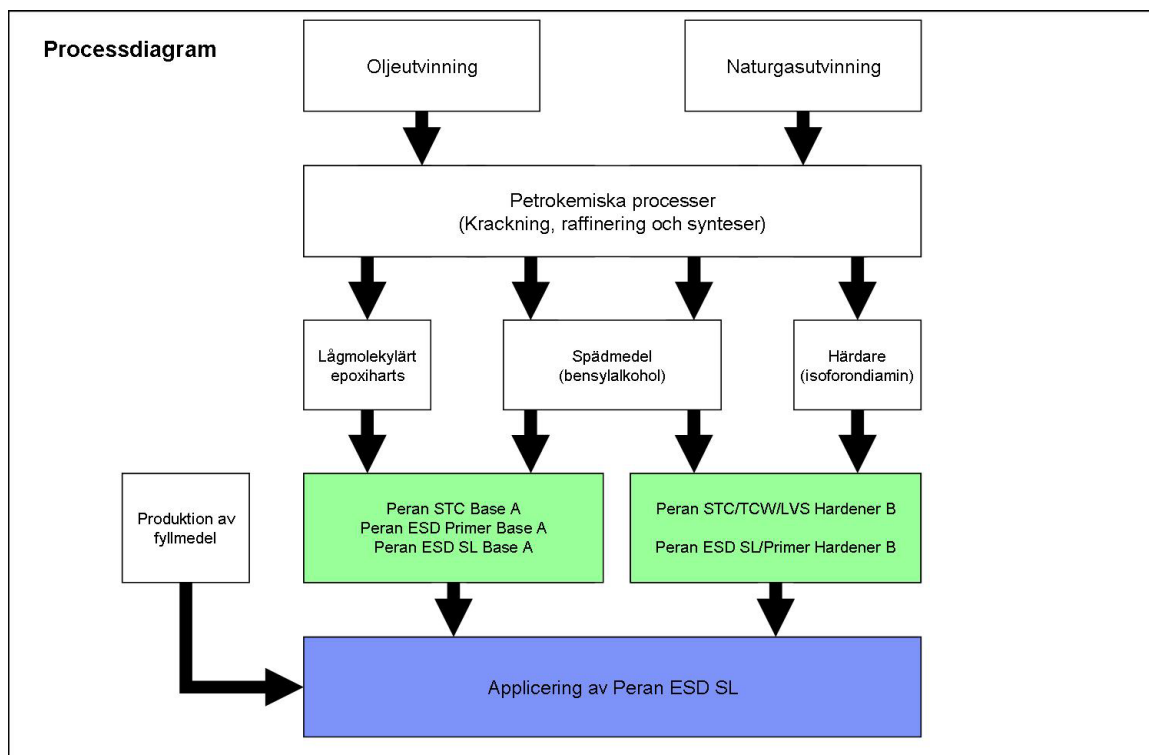 Processdiagram
Oljeutvinning
Naturgasutvinning
Petrokemiska processer
(Krackning, raffinering och synteser)
Lågmolekylärt
epoxiharts
Spädmedel
(bensylalkohol)
Härdare
(isoforondiamin)
Produktion av
fyllmedel
Peran STC Base A
Peran ESD Primer Base A
Peran ESD SL Base A
Peran STC/TCW/LVS Hardener B
Peran ESD SL/Primer Hardener B
Applicering av Peran ESD SL